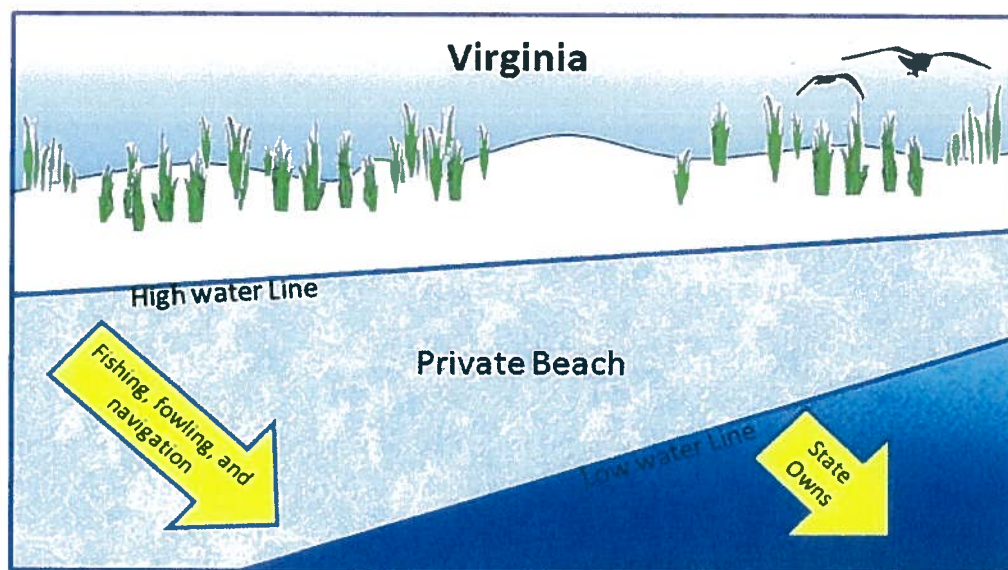 Virginia
High water Line
Private Beach
Fishing, fowling, and
navigation
Low water Line
State
Owns